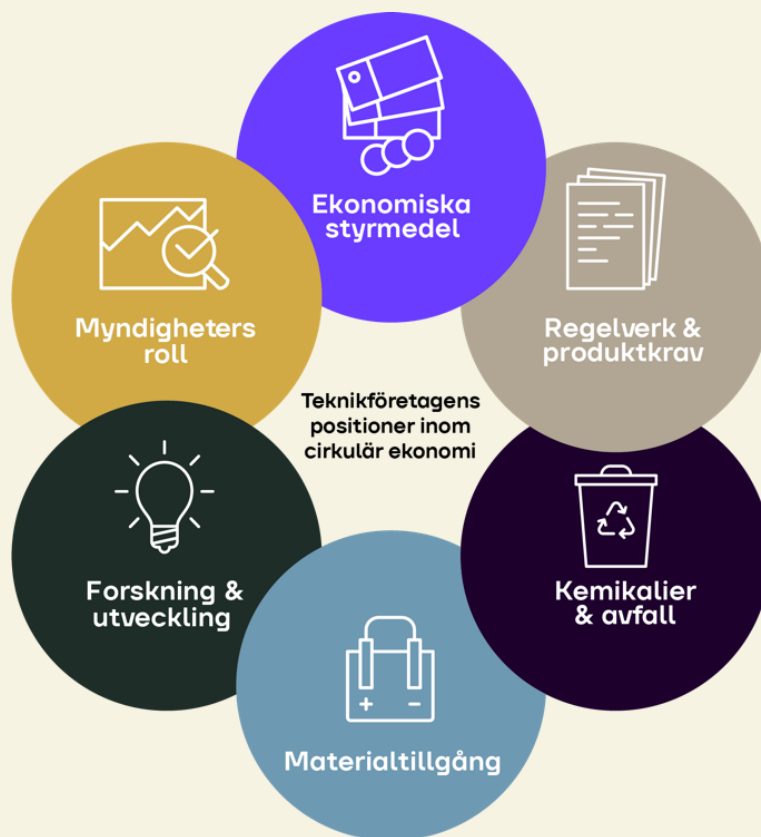 Ekonomiska
styrmedel
Myndigheters
roll
Regelverk &
produktkrav
Teknikföretagens
positioner inom
cirkulär ekonomi
Forskning &
utveckling
Kemikalier
& avfall
+ -
Materialtillgång